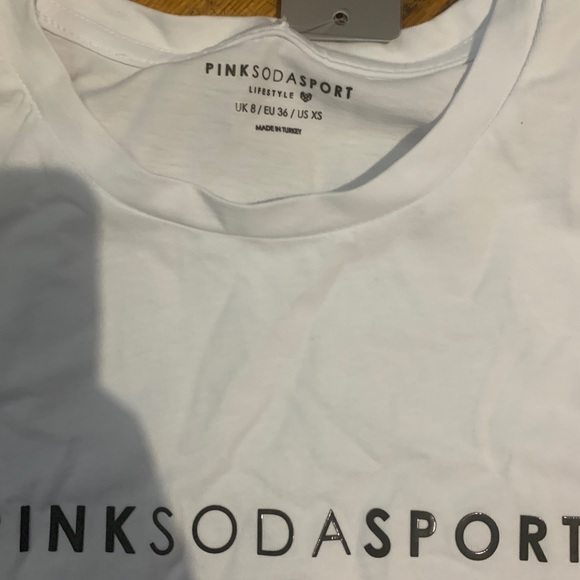 PINKSODASPORT
LIFESTYLE
UK 8 / EU 36 / US XS
MADE IN TURKEY
PINKSODASPORT